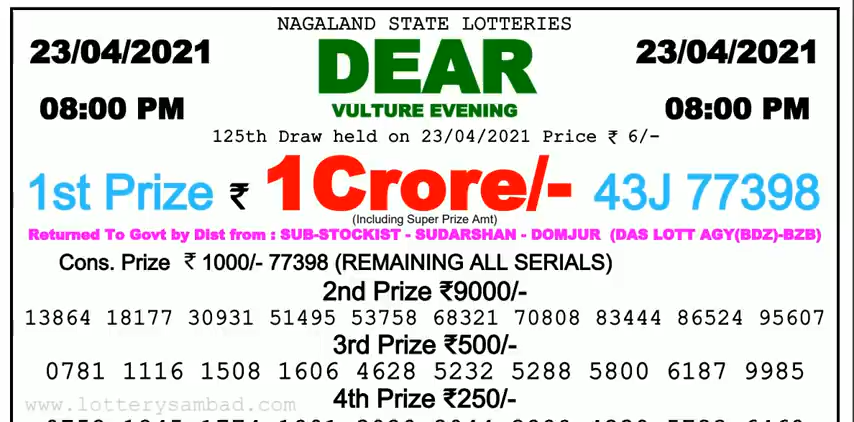 NAGALAND STATE LOTTERIES
23/04/2021 DEAR 23/04/2021
08:00 PM VULTURE EVENING 08:00 PM
125th Draw held on 23/04/2021 Price ₹ 6/-
1st Prize ₹ 1Crore/- 43J 77398
(Including Super Prize Amt)
Returned To Govt by Dist from : SUB-STOCKIST - SUDARSHAN - DOMJUR (DAS LOTT AGY(BDZ)-BZB)
Cons. Prize ₹ 1000/- 77398 (REMAINING ALL SERIALS)
2nd Prize ₹9000/-
13864 18177 30931 51495 53758 68321 70808 83444 86524 95607
3rd Prize ₹500/-
0781 1116 1508 1606 4628 5232 5288 5800 6187 9985
4th Prize ₹250/-
www.lotterysambad.com